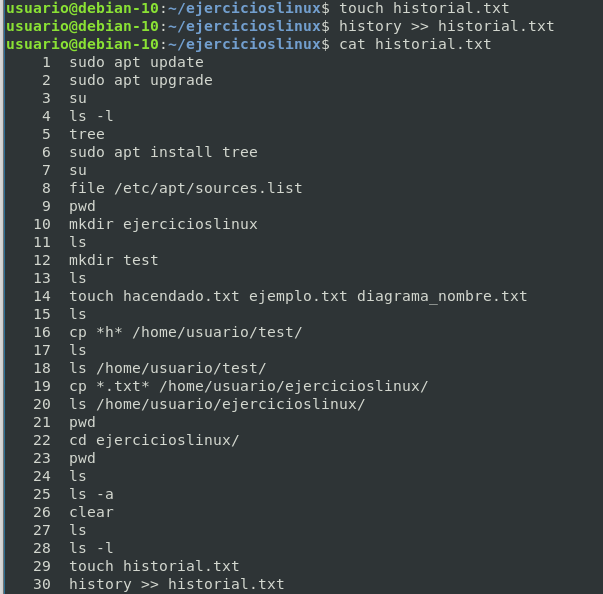 usuario@debian-10:~/ejercicioslinux$ touch historial.txt
usuario@debian-10:~/ejercicioslinux$ history >> historial.txt
usuario@debian-10:~/ejercicioslinux$ cat historial.txt
    1  sudo apt update
    2  sudo apt upgrade
    3  su
    4  ls -l
    5  tree
    6  sudo apt install tree
    7  su
    8  file /etc/apt/sources.list
    9  pwd
   10  mkdir ejercicioslinux
   11  ls
   12  mkdir test
   13  ls
   14  touch hacendado.txt ejemplo.txt diagrama_nombre.txt
   15  ls
   16  cp *h* /home/usuario/test/
   17  ls
   18  ls /home/usuario/test/
   19  cp *.txt* /home/usuario/ejercicioslinux/
   20  ls /home/usuario/ejercicioslinux/
   21  pwd
   22  cd ejercicioslinux/
   23  pwd
   24  ls
   25  ls -a
   26  clear
   27  ls
   28  ls -l
   29  touch historial.txt
   30  history >> historial.txt